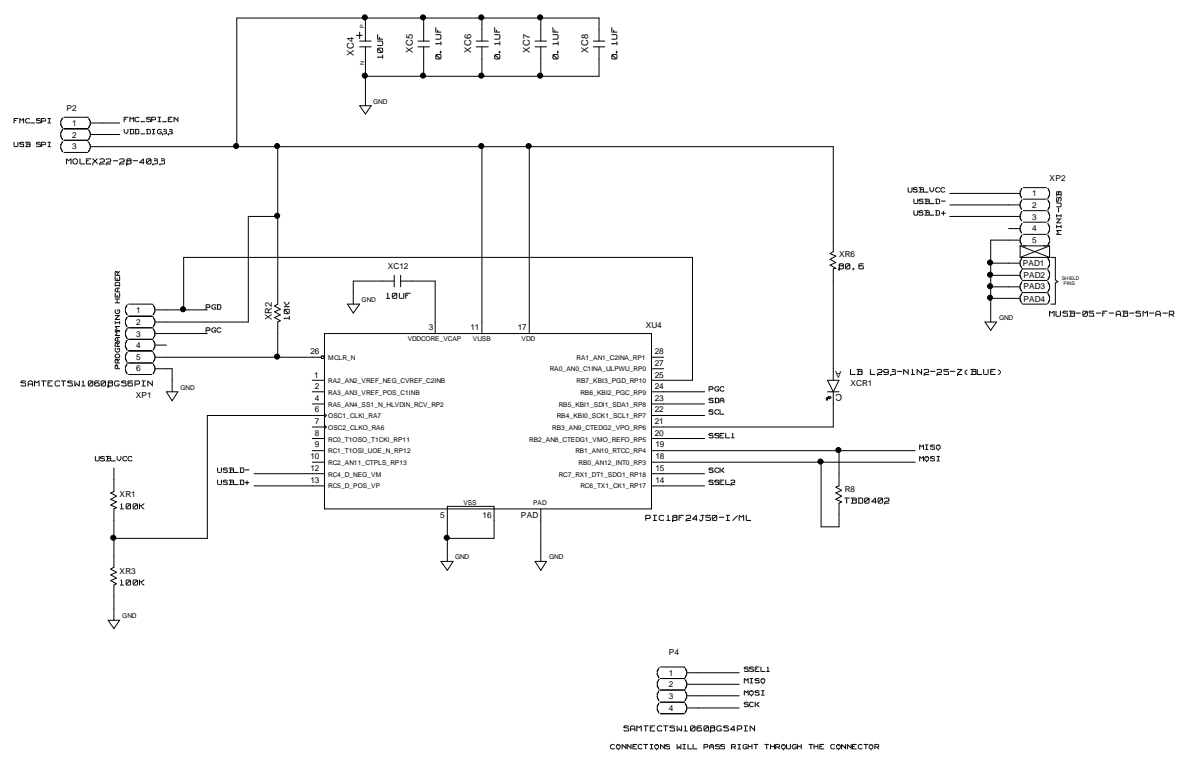 XC4
P
N
10UF
XC5
0.1UF
XC6
0.1UF
XC7
0.1UF
XC8
0.1UF
GND
P2
FMC_SPI
1
FMC_SPI_EN
2
VDD_DIG33
USB SPI
3
MOLEX22-28-4033
XP2
USB_VCC
1
USB_D-
2
USB_D+
3
4
5
MINI-USB
PAD1
PAD2
PAD3
PAD4
SHIELD
PINS
GND
MUSB-05-F-AB-SM-A-R
XR6
80.6
XC12
10UF
GND
PROGRAMMING HEADER
1
PGD
2
3
PGC
4
5
6
SAMTECTSW10608GS6PIN
XP1
GND
XR2
10K
XU4
3
11
17
VDDCORE_VCAP
VUSB
VDD
26
MCLR_N
1
RA2_AN2_VREF_NEG_CVREF_C2INB
2
RA3_AN3_VREF_POS_C1INB
4
RA5_AN4_SS1_N_HLVDIN_RCV_RP2
6
OSC1_CLKI_RA7
7
OSC2_CLKO_RA6
8
RC0_T1OSO_T1CKI_RP11
9
RC1_T1OSI_UOE_N_RP12
10
RC2_AN11_CTPLS_RP13
USB_D-
12
RC4_D_NEG_VM
USB_D+
13
RC5_D_POS_VP
RA1_AN1_C2INA_RP1
28
RA0_AN0_C1INA_ULPWU_RP0
27
RB7_KBI3_PGD_RP10
25
RB6_KBI2_PGC_RP9
24
PGC
RB5_KBI1_SDI1_SDA1_RP8
23
SDA
RB4_KBI0_SCK1_SCL1_RP7
22
SCL
RB3_AN9_CTEDG2_VPO_RP6
21
RB2_AN8_CTEDG1_VMO_REFO_RP5
20
SSEL1
RB1_AN10_RTCC_RP4
19
MISO
RB0_AN12_INT0_RP3
18
MOSI
RC7_RX1_DT1_SDO1_RP18
15
SCK
RC6_TX1_CK1_RP17
14
SSEL2
VSS
PAD
5
16
PAD
PIC18F24J50-I/ML
GND
GND
A
LB L293-N1N2-25-Z(BLUE)
XCR1
C
R8
TBD0402
USB_VCC
XR1
100K
XR3
100K
GND
P4
1
SSEL1
2
MISO
3
MOSI
4
SCK
SAMTECTSW10608GS4PIN
CONNECTIONS WILL PASS RIGHT THROUGH THE CONNECTOR